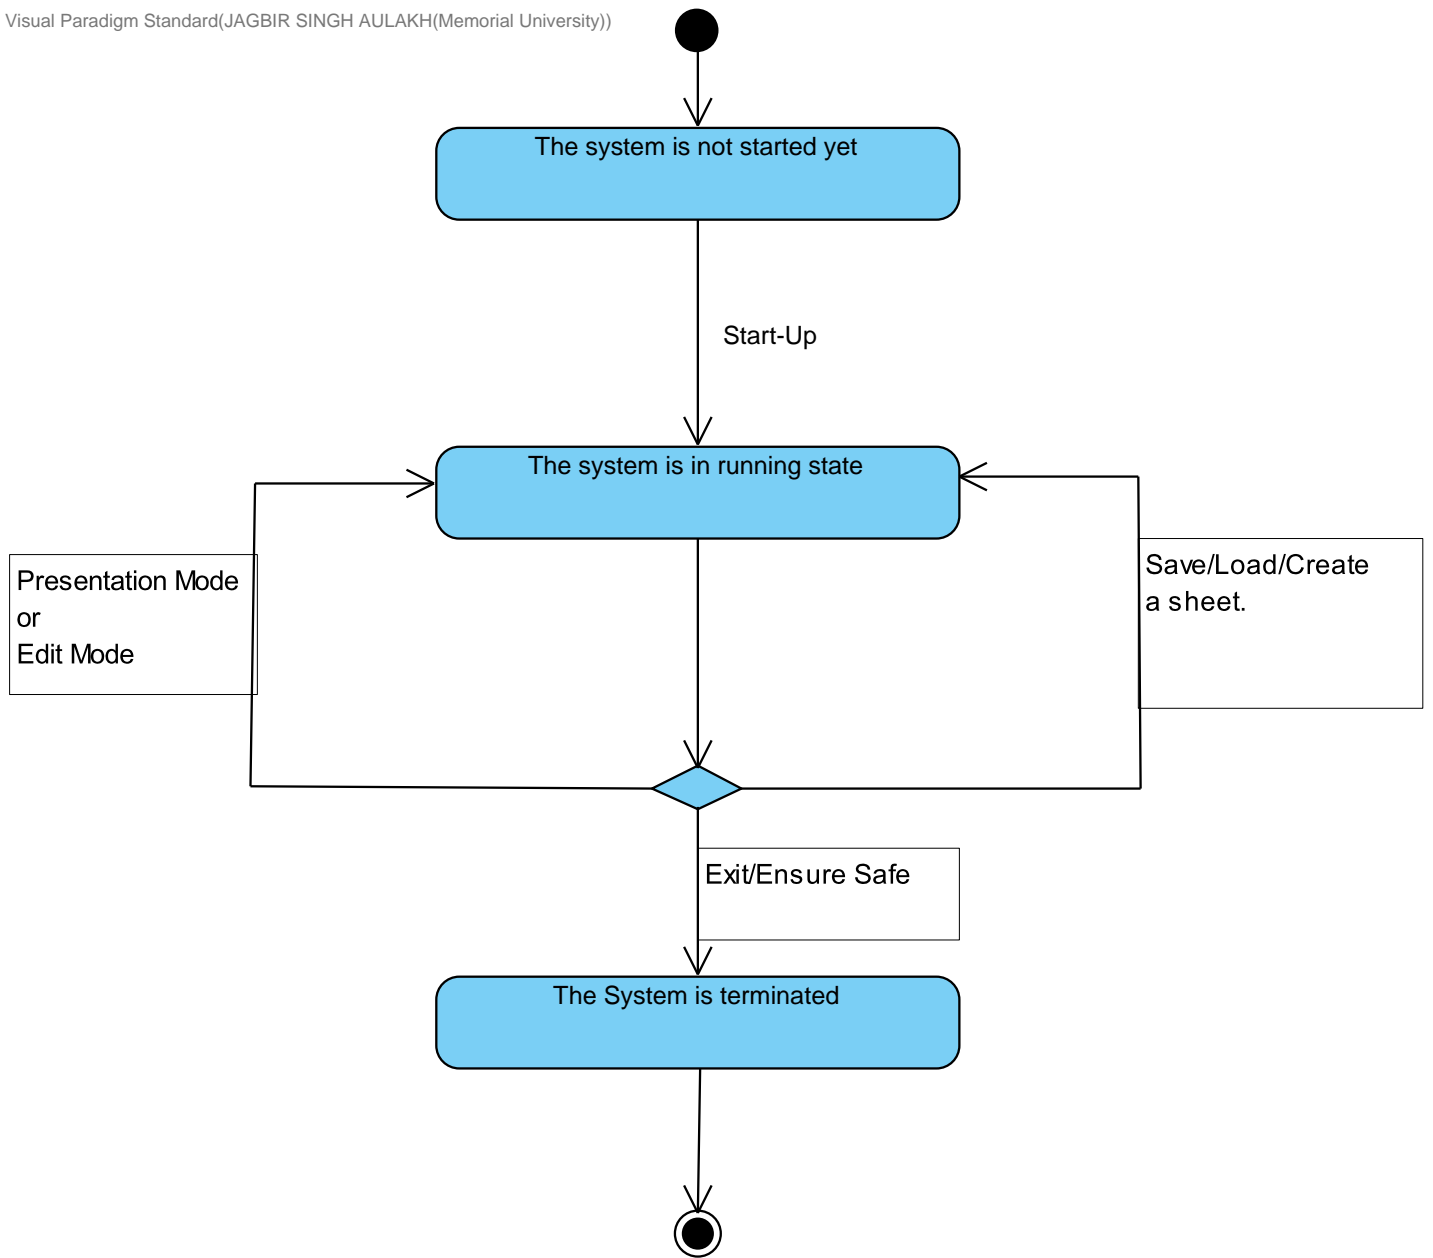 Visual Paradigm Standard(JAGBIR SINGH AULAKH(Memorial University))
The system is not started yet
Start-Up
The system is in running state
Presentation Mode
or
Edit Mode
Save/Load/Create
a sheet.
Exit/Ensure Safe
The System is terminated